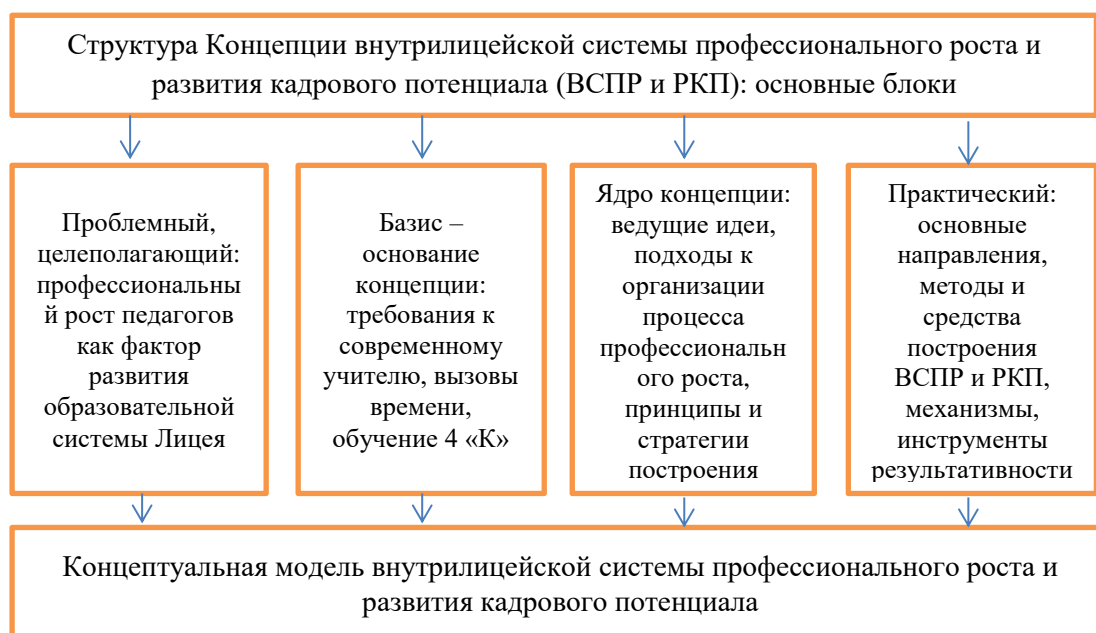 Структура Концепции внутрилицейской системы профессионального роста и
развития кадрового потенциала (ВСПР и РКП): основные блоки
Проблемный,
целеполагающий:
профессиональны
й рост педагогов
как фактор
развития
образовательной
системы Лицея
Базис –
основание
концепции:
требования к
современному
учителю, вызовы
времени,
обучение 4 «К»
Ядро концепции:
ведущие идеи,
подходы к
организации
процесса
профессиональн
ого роста,
принципы и
стратегии
построения
Практический:
основные
направления,
методы и
средства
построения
ВСПР и РКП,
механизмы,
инструменты
результативности
Концептуальная модель внутрилицейской системы профессионального роста и
развития кадрового потенциала